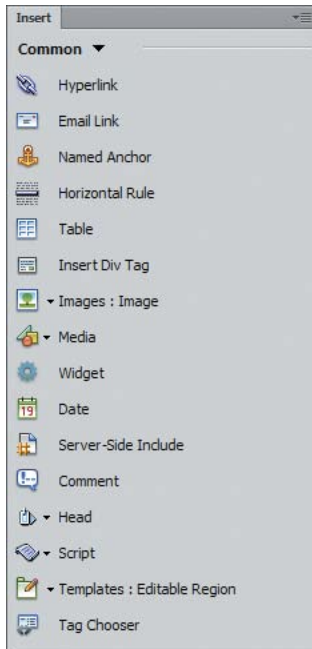 Insert
Common
Hyperlink
Email Link
Named Anchor
Horizontal Rule
Table
Insert Div Tag
Images : Image
Media
Widget
19
Date
Server-Side Include
Comment
Head
Script
Templates : Editable Region
Tag Chooser